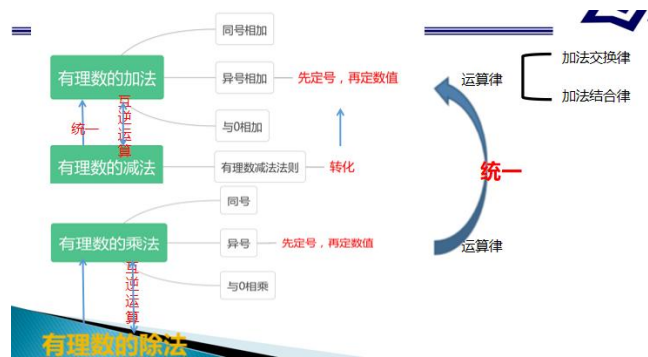 同号相加
有理数的加法
异号相加
先定号，再定数值
运算律
加法交换律
加法结合律
与0相加
统一
互逆运算
有理数的减法
有理数减法法则
转化
统一
同号
有理数的乘法
异号
先定号，再定数值
运算律
与0相乘
互逆运算
有理数的除法